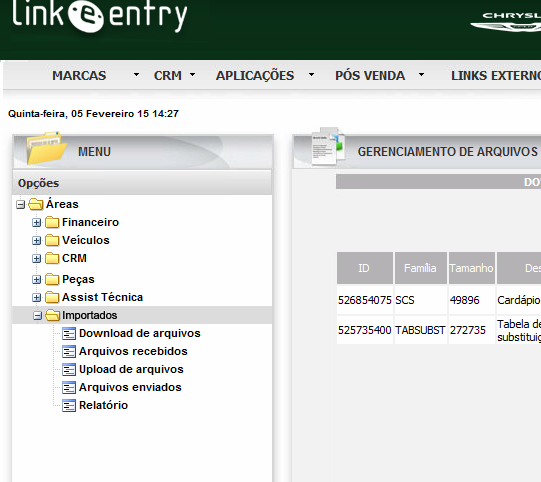 link e entry
CHRYSL
MARCAS CRM APLICAÇÕES PÓS VENDA LINKS EXTERNO
Quinta-feira, 05 Fevereiro 15 14:27
MENU
Opções
Áreas
Financeiro
Veículos
CRM
Peças
Assist Técnica
Importados
Download de arquivos
Arquivos recebidos
Upload de arquivos
Arquivos enviados
Relatório
GERENCIAMENTO DE ARQUIVOS
DO
ID Família Tamanho Des
526854075 SCS 49896 Cardápio
525735400 TABSUBST 272735 Tabela de
substituiç